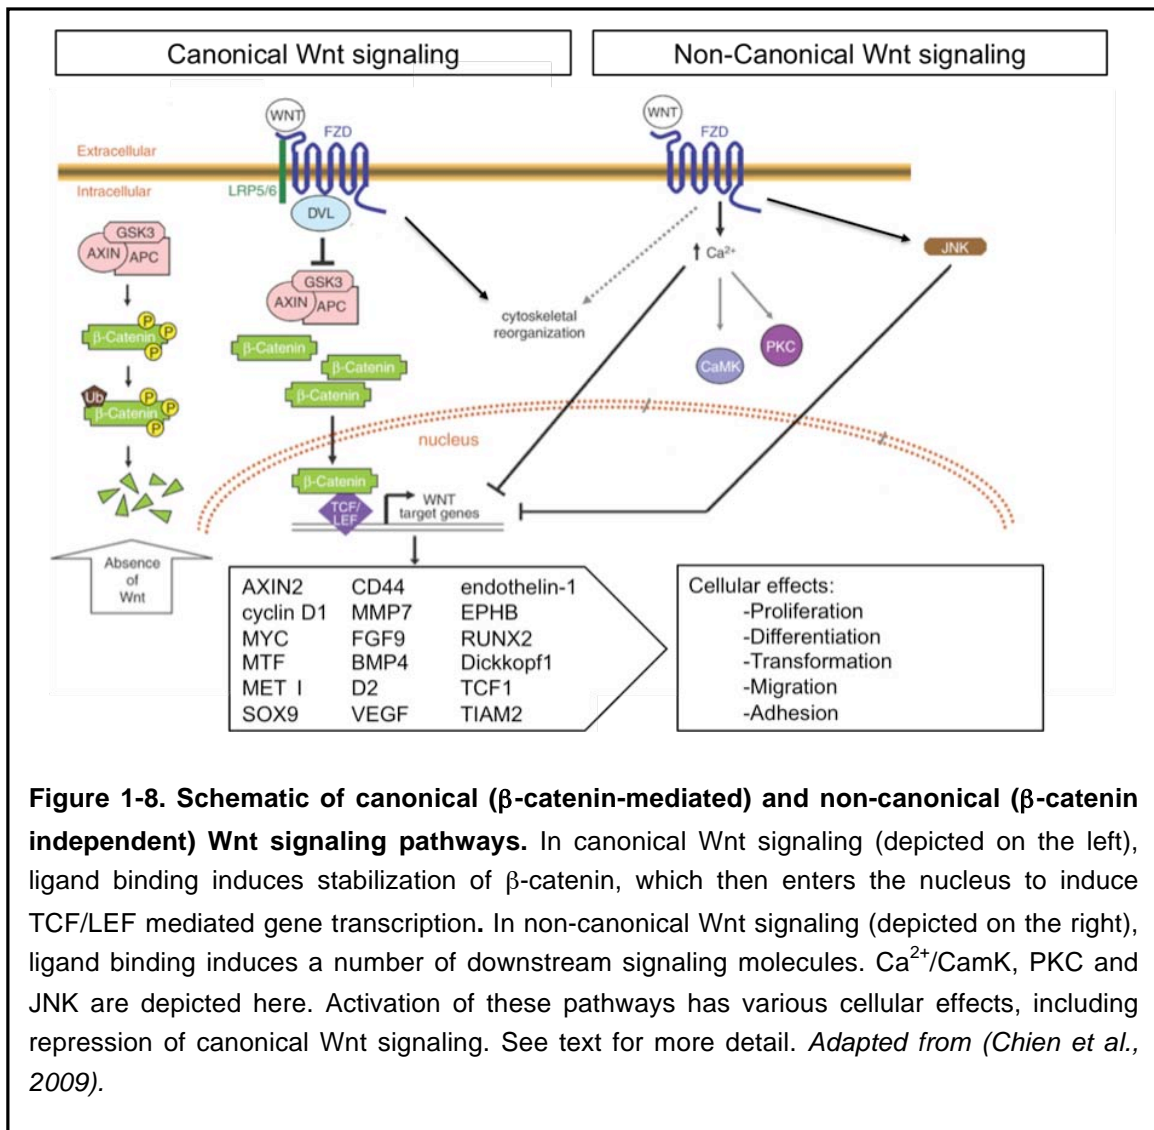 Canonical Wnt signaling
Non-Canonical Wnt signaling
WNT
FZD
WNT
FZD
Extracellular
Intracellular
LRP5/6
DVL
GSK3
AXIN
APC
GSK3
AXIN
APC
↑ Ca²⁺
JNK
cytoskeletal
reorganization
β-Catenin
P
P
P
β-Catenin
β-Catenin
β-Catenin
CaMK
PKC
Ub
β-Catenin
P
P
P
nucleus
β-Catenin
TCF/
LEF
WNT
target genes
Absence
of
Wnt
AXIN2 CD44 endothelin-1
cyclin D1 MMP7 EPHB
MYC FGF9 RUNX2
MTF BMP4 Dickkopf1
MET I D2 TCF1
SOX9 VEGF TIAM2
Cellular effects:
-Proliferation
-Differentiation
-Transformation
-Migration
-Adhesion
Figure 1-8. Schematic of canonical (β-catenin-mediated) and non-canonical (β-catenin
independent) Wnt signaling pathways. In canonical Wnt signaling (depicted on the left),
ligand binding induces stabilization of β-catenin, which then enters the nucleus to induce
TCF/LEF mediated gene transcription. In non-canonical Wnt signaling (depicted on the right),
ligand binding induces a number of downstream signaling molecules. Ca²⁺/CamK, PKC and
JNK are depicted here. Activation of these pathways has various cellular effects, including
repression of canonical Wnt signaling. See text for more detail. Adapted from (Chien et al.,
2009).